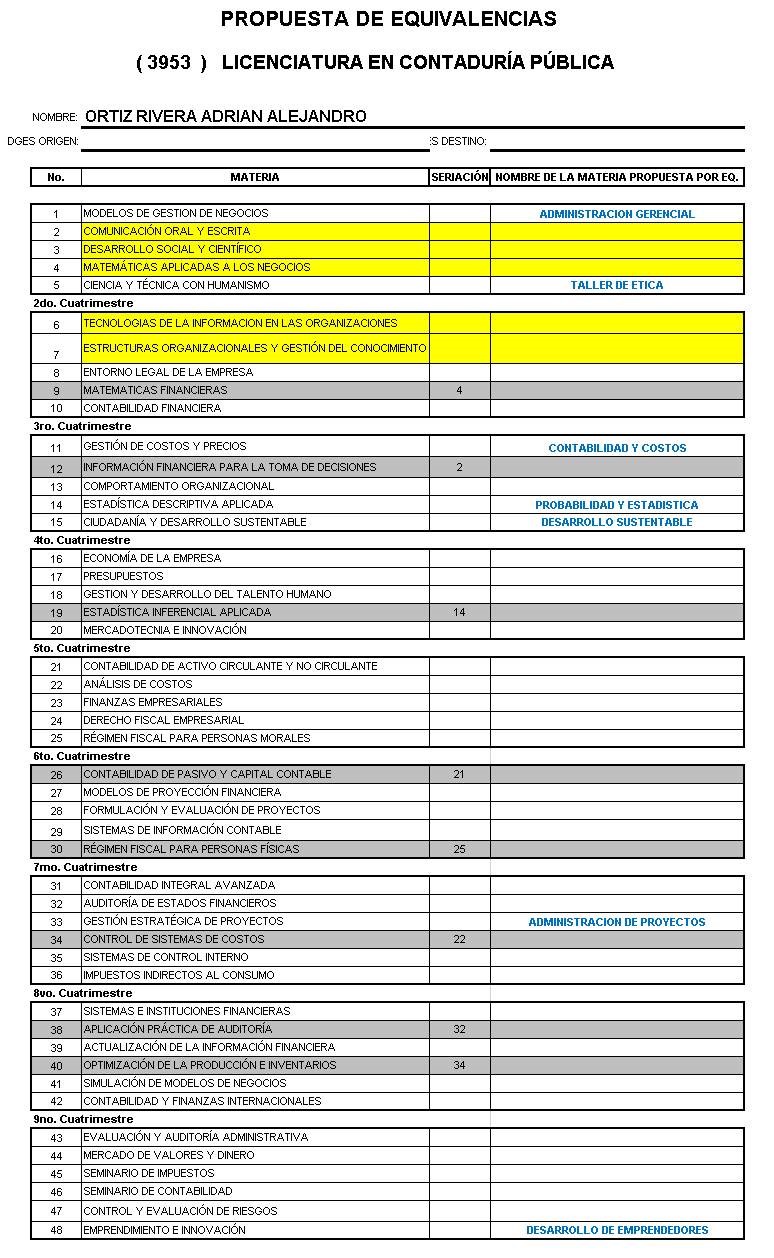 PROPUESTA DE EQUIVALENCIAS
( 3953 ) LICENCIATURA EN CONTADURÍA PÚBLICA
NOMBRE: ORTIZ RIVERA ADRIAN ALEJANDRO
DGES ORIGEN: S DESTINO:
No. MATERIA SERIACIÓN NOMBRE DE LA MATERIA PROPUESTA POR EQ.
1 MODELOS DE GESTION DE NEGOCIOS ADMINISTRACION GERENCIAL
2 COMUNICACIÓN ORAL Y ESCRITA
3 DESARROLLO SOCIAL Y CIENTÍFICO
4 MATEMÁTICAS APLICADAS A LOS NEGOCIOS
5 CIENCIA Y TÉCNICA CON HUMANISMO TALLER DE ETICA
2do. Cuatrimestre
6 TECNOLOGIAS DE LA INFORMACION EN LAS ORGANIZACIONES
7 ESTRUCTURAS ORGANIZACIONALES Y GESTIÓN DEL CONOCIMIENTO
8 ENTORNO LEGAL DE LA EMPRESA
9 MATEMATICAS FINANCIERAS 4
10 CONTABILIDAD FINANCIERA
3ro. Cuatrimestre
11 GESTIÓN DE COSTOS Y PRECIOS CONTABILIDAD Y COSTOS
12 INFORMACIÓN FINANCIERA PARA LA TOMA DE DECISIONES 2
13 COMPORTAMIENTO ORGANIZACIONAL
14 ESTADÍSTICA DESCRIPTIVA APLICADA PROBABILIDAD Y ESTADISTICA
15 CIUDADANÍA Y DESARROLLO SUSTENTABLE DESARROLLO SUSTENTABLE
4to. Cuatrimestre
16 ECONOMÍA DE LA EMPRESA
17 PRESUPUESTOS
18 GESTION Y DESARROLLO DEL TALENTO HUMANO
19 ESTADÍSTICA INFERENCIAL APLICADA 14
20 MERCADOTECNIA E INNOVACIÓN
5to. Cuatrimestre
21 CONTABILIDAD DE ACTIVO CIRCULANTE Y NO CIRCULANTE
22 ANÁLISIS DE COSTOS
23 FINANZAS EMPRESARIALES
24 DERECHO FISCAL EMPRESARIAL
25 RÉGIMEN FISCAL PARA PERSONAS MORALES
6to. Cuatrimestre
26 CONTABILIDAD DE PASIVO Y CAPITAL CONTABLE 21
27 MODELOS DE PROYECCIÓN FINANCIERA
28 FORMULACIÓN Y EVALUACIÓN DE PROYECTOS
29 SISTEMAS DE INFORMACIÓN CONTABLE
30 RÉGIMEN FISCAL PARA PERSONAS FÍSICAS 25
7mo. Cuatrimestre
31 CONTABILIDAD INTEGRAL AVANZADA
32 AUDITORÍA DE ESTADOS FINANCIEROS
33 GESTIÓN ESTRATÉGICA DE PROYECTOS ADMINISTRACION DE PROYECTOS
34 CONTROL DE SISTEMAS DE COSTOS 22
35 SISTEMAS DE CONTROL INTERNO
36 IMPUESTOS INDIRECTOS AL CONSUMO
8vo. Cuatrimestre
37 SISTEMAS E INSTITUCIONES FINANCIERAS
38 APLICACIÓN PRÁCTICA DE AUDITORÍA 32
39 ACTUALIZACIÓN DE LA INFORMACIÓN FINANCIERA
40 OPTIMIZACIÓN DE LA PRODUCCIÓN E INVENTARIOS 34
41 SIMULACIÓN DE MODELOS DE NEGOCIOS
42 CONTABILIDAD Y FINANZAS INTERNACIONALES
9no. Cuatrimestre
43 EVALUACIÓN Y AUDITORÍA ADMINISTRATIVA
44 MERCADO DE VALORES Y DINERO
45 SEMINARIO DE IMPUESTOS
46 SEMINARIO DE CONTABILIDAD
47 CONTROL Y EVALUACIÓN DE RIESGOS
48 EMPRENDIMIENTO E INNOVACIÓN DESARROLLO DE EMPRENDEDORES